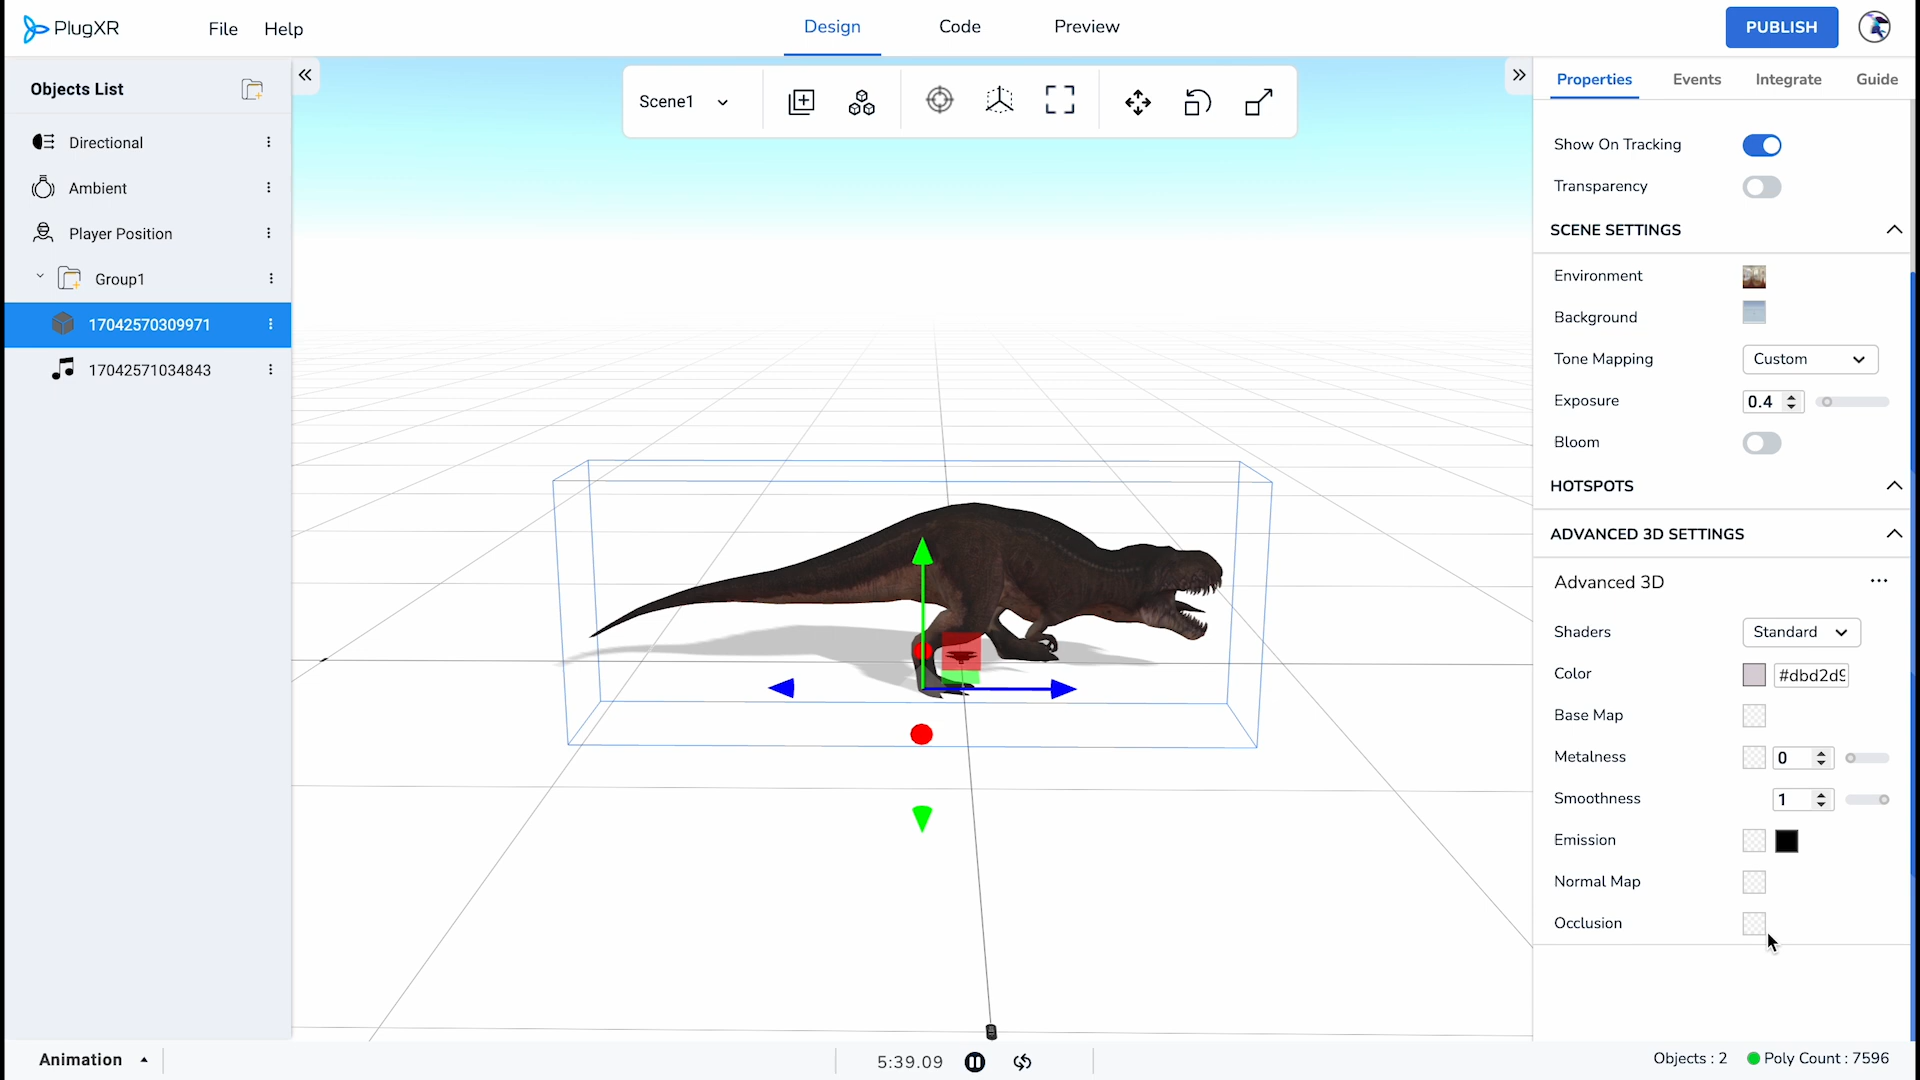 PlugXR
File
Help
Design
Code
Preview
PUBLISH
Objects List
Directional
Ambient
Player Position
Group1
17042570309971
17042571034843
Scene1
Properties
Events
Integrate
Guide
Show On Tracking
Transparency
SCENE SETTINGS
Environment
Background
Tone Mapping
Custom
Exposure
0.4
Bloom
HOTSPOTS
ADVANCED 3D SETTINGS
Advanced 3D
Shaders
Standard
Color
#dbd2d9
Base Map
Metalness
0
Smoothness
1
Emission
Normal Map
Occlusion
Animation
5:39.09
Objects : 2
Poly Count : 7596